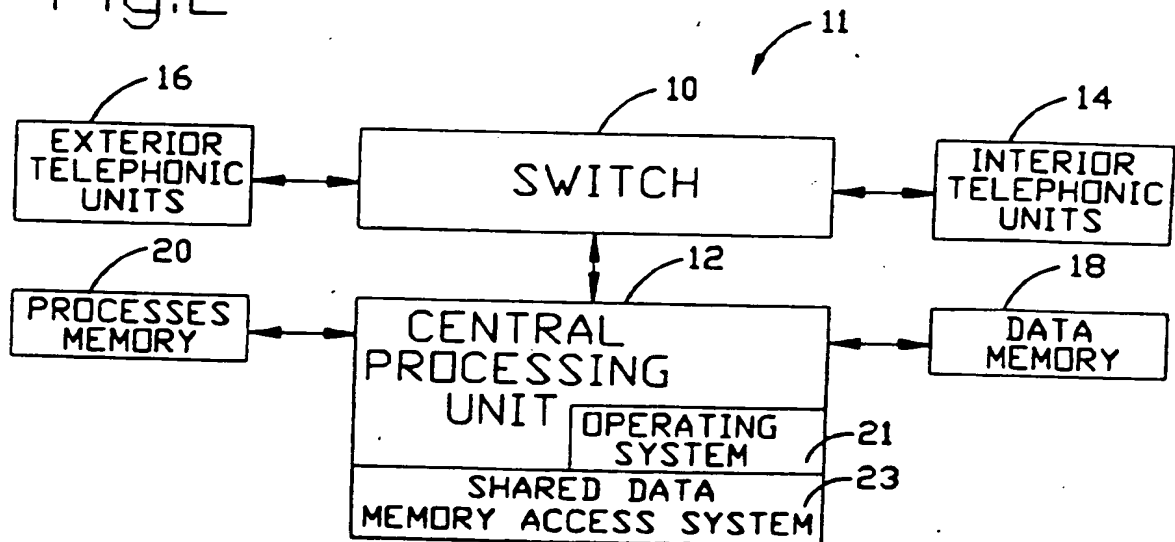 Fig.2
11
16
10
14
EXTERIOR
TELEPHONIC
UNITS
SWITCH
INTERIOR
TELEPHONIC
UNITS
20
12
18
PROCESSES
MEMORY
CENTRAL
PROCESSING
UNIT
DATA
MEMORY
OPERATING
SYSTEM
21
SHARED DATA
MEMORY ACCESS SYSTEM
23